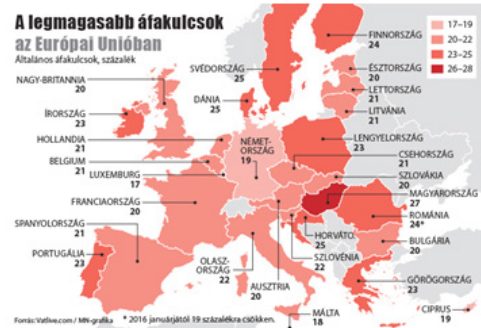 A legmagasabb áfakulcsok
az Európai Unióban
Általános áfakulcsok, százalék
17–19
20–22
23–25
26–28
FINNORSZÁG
24
SVÉDORSZÁG
25
ÉSZTORSZÁG
20
NAGY-BRITANNIA
20
LETTORSZÁG
21
DÁNIA
25
LITVÁNIA
21
ÍRORSZÁG
23
HOLLANDIA
21
NÉMET-
ORSZÁG
19
LENGYELORSZÁG
23
BELGIUM
21
CSEHORSZÁG
21
LUXEMBURG
17
SZLOVÁKIA
20
MAGYARORSZÁG
27
FRANCIAORSZÁG
20
ROMÁNIA
24*
SPANYOLORSZÁG
21
HORVÁTO.
25
BULGÁRIA
20
PORTUGÁLIA
23
OLASZ-
ORSZÁG
22
SZLOVÉNIA
22
AUSZTRIA
20
GÖRÖGORSZÁG
23
MÁLTA
18
CIPRUS
19
Forrás: Vatlive.com / MN-grafika
* 2016 januárjától 19 százalékra csökken.